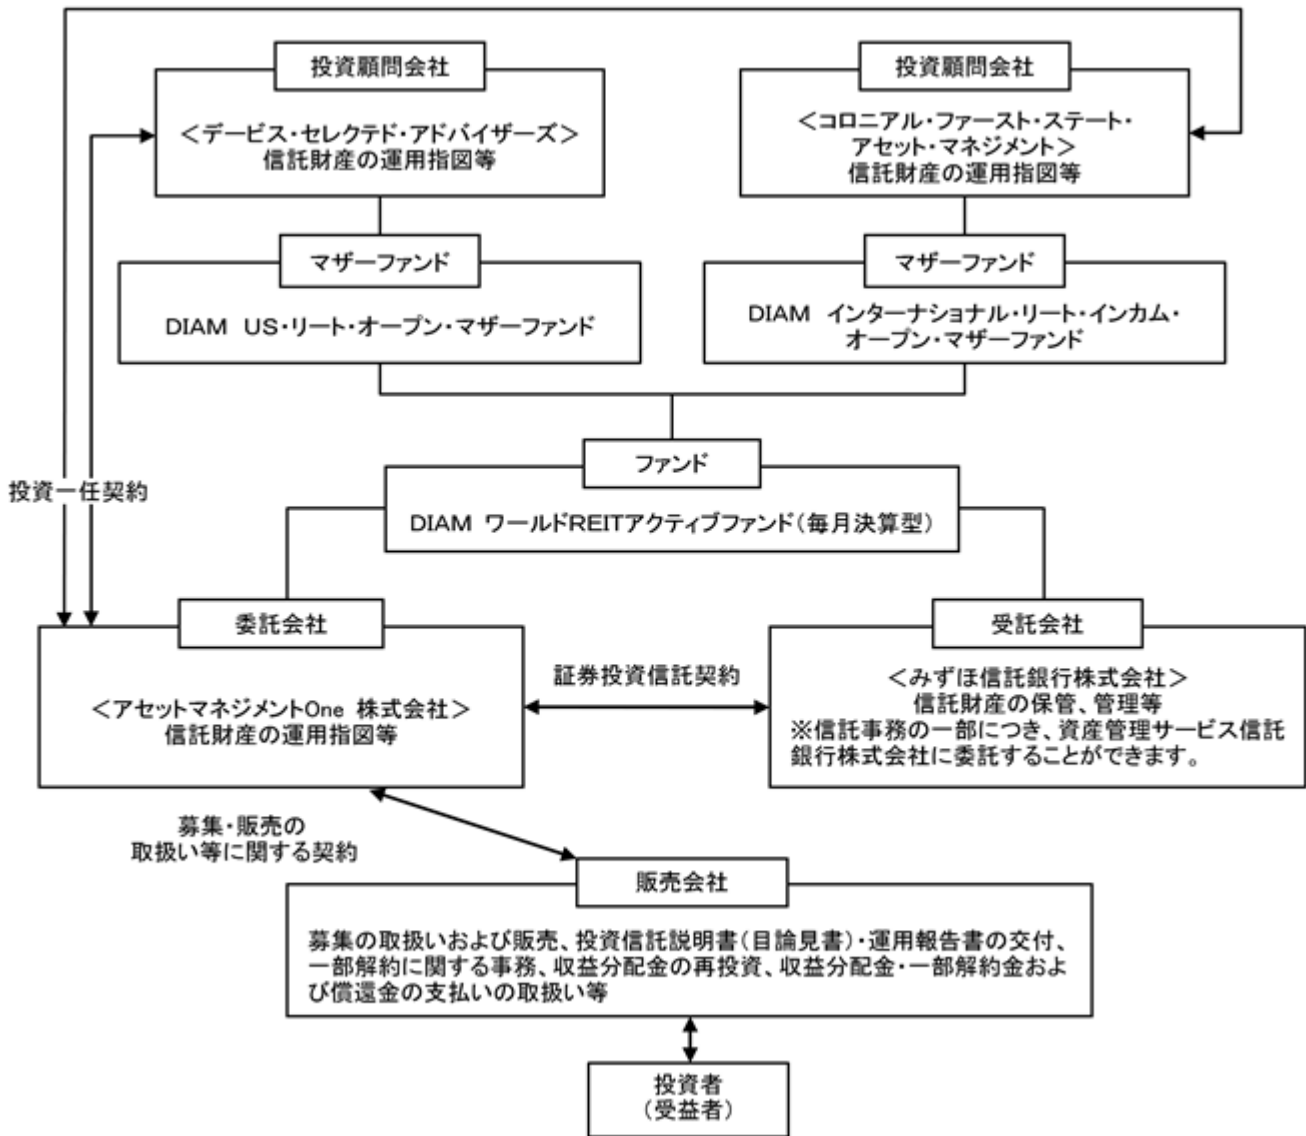 投資顧問会社
＜デービス・セレクテド・アドバイザーズ＞
信託財産の運用指図等
投資顧問会社
＜コロニアル・ファースト・ステート・
アセット・マネジメント＞
信託財産の運用指図等
マザーファンド
DIAM US・リート・オープン・マザーファンド
マザーファンド
DIAM インターナショナル・リート・インカム・
オープン・マザーファンド
ファンド
DIAM ワールドREITアクティブファンド（毎月決算型）
投資一任契約
委託会社
＜アセットマネジメントOne 株式会社＞
信託財産の運用指図等
証券投資信託契約
受託会社
＜みずほ信託銀行株式会社＞
信託財産の保管、管理等
※信託事務の一部につき、資産管理サービス信託
銀行株式会社に委託することができます。
募集・販売の
取扱い等に関する契約
販売会社
募集の取扱いおよび販売、投資信託説明書（目論見書）・運用報告書の交付、
一部解約に関する事務、収益分配金の再投資、収益分配金・一部解約金およ
び償還金の支払いの取扱い等
投資者
（受益者）